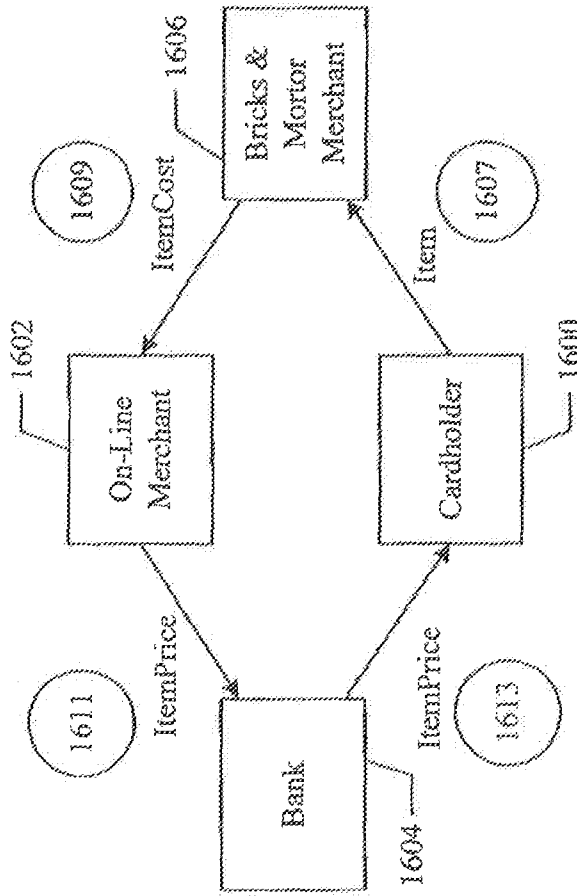 1602
1609
1606
1611
On-Line
Merchant
ItemCost
ItemPrice
Bank
Bricks &
Mortor
Merchant
ItemPrice
Cardholder
Item
1604
1613
1600
1607